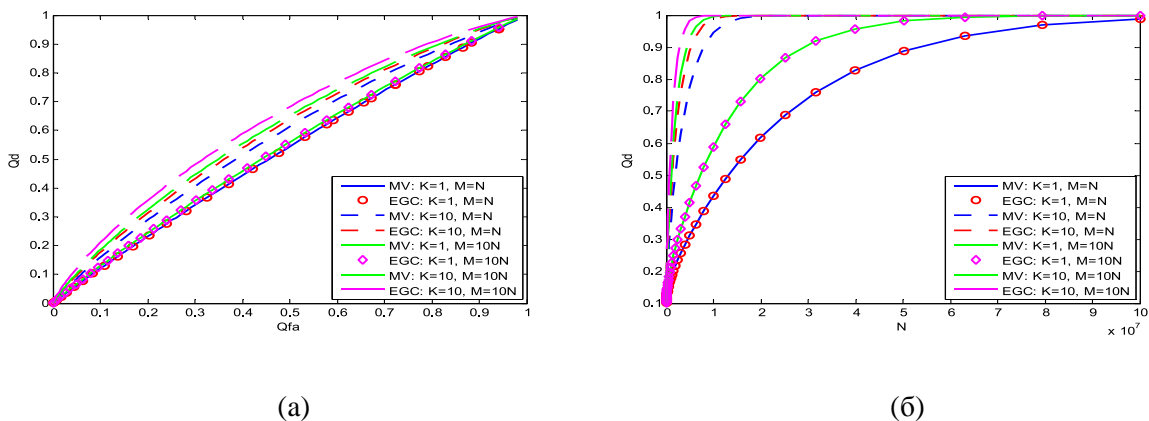 1
0.9
0.8
0.7
0.6
0.5
0.4
0.3
0.2
0.1
0
Qd
0 0.1 0.2 0.3 0.4 0.5 0.6 0.7 0.8 0.9 1
Qfa
MV: K=1, M=N
EGC: K=1, M=N
MV: K=10, M=N
EGC: K=10, M=N
MV: K=1, M=10N
EGC: K=1, M=10N
MV: K=10, M=10N
EGC: K=10, M=10N
(а)
1
0.9
0.8
0.7
0.6
0.5
0.4
0.3
0.2
0.1
Qd
0 1 2 3 4 5 6 7 8 9 10
N
x 10^7
MV: K=1, M=N
EGC: K=1, M=N
MV: K=10, M=N
EGC: K=10, M=N
MV: K=1, M=10N
EGC: K=1, M=10N
MV: K=10, M=10N
EGC: K=10, M=10N
(б)